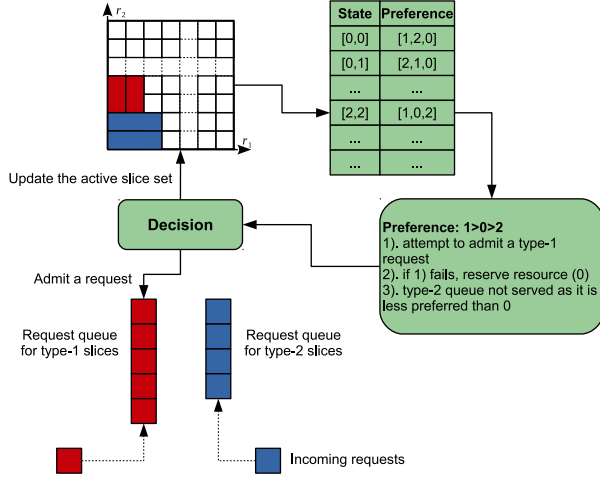 r2
r1
State Preference
[0,0] [1,2,0]
[0,1] [2,1,0]
... ...
[2,2] [1,0,2]
... ...
... ...
Update the active slice set
Decision
Preference: 1>0>2
1). attempt to admit a type-1
request
2). if 1) fails, reserve resource (0)
3). type-2 queue not served as it is
less preferred than 0
Admit a request
Request queue
for type-1 slices
Request queue
for type-2 slices
Incoming requests